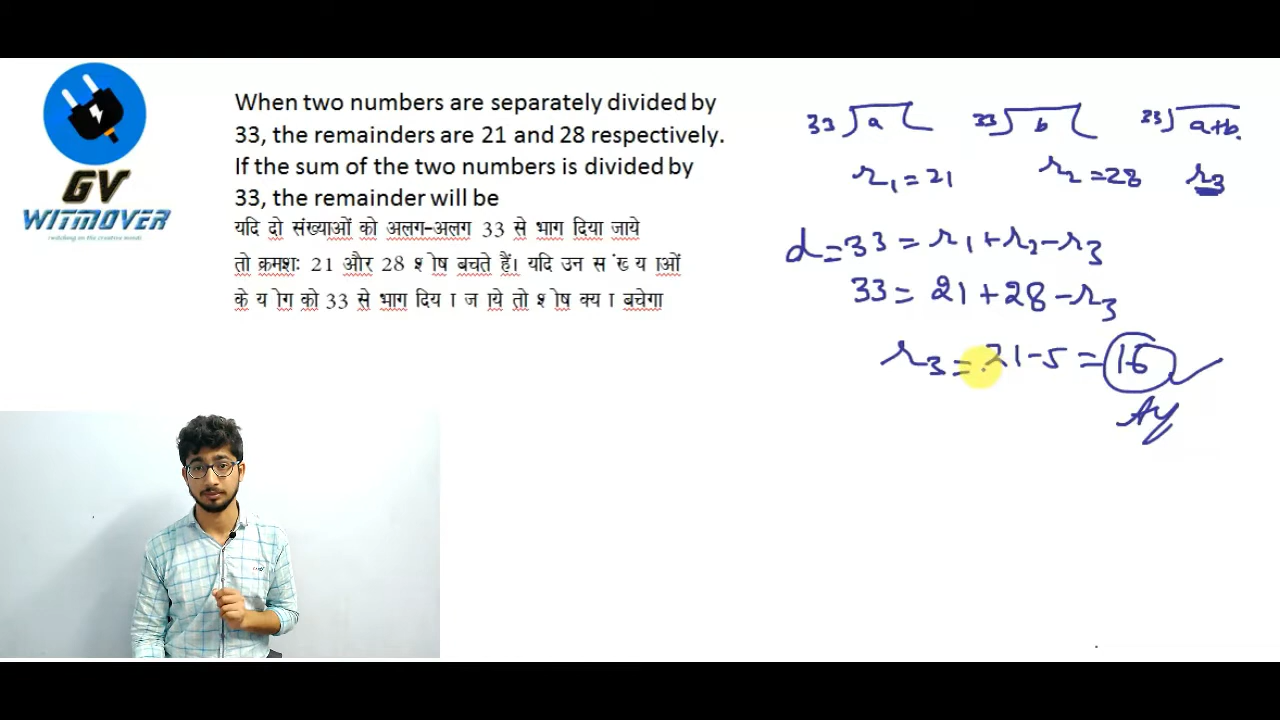 When two numbers are separately divided by
33, the remainders are 21 and 28 respectively.
If the sum of the two numbers is divided by
33, the remainder will be
यदि दो संख्याओं को अलग-अलग 33 से भाग दिया जाये
तो क्रमशः 21 और 28 श ेष बचते हैं। यदि उन स ंख य ाओं
के य ोग को 33 से भाग दिय ा ज ाये तो श ेष क्य ा बचेगा
GV
WITMOVER
33 a 33 b 33 a+b
r1 = 21 r2 = 28 r3
d = 33 = r1 + r2 - r3
33 = 21 + 28 - r3
r3 = 21 - 5 = 16